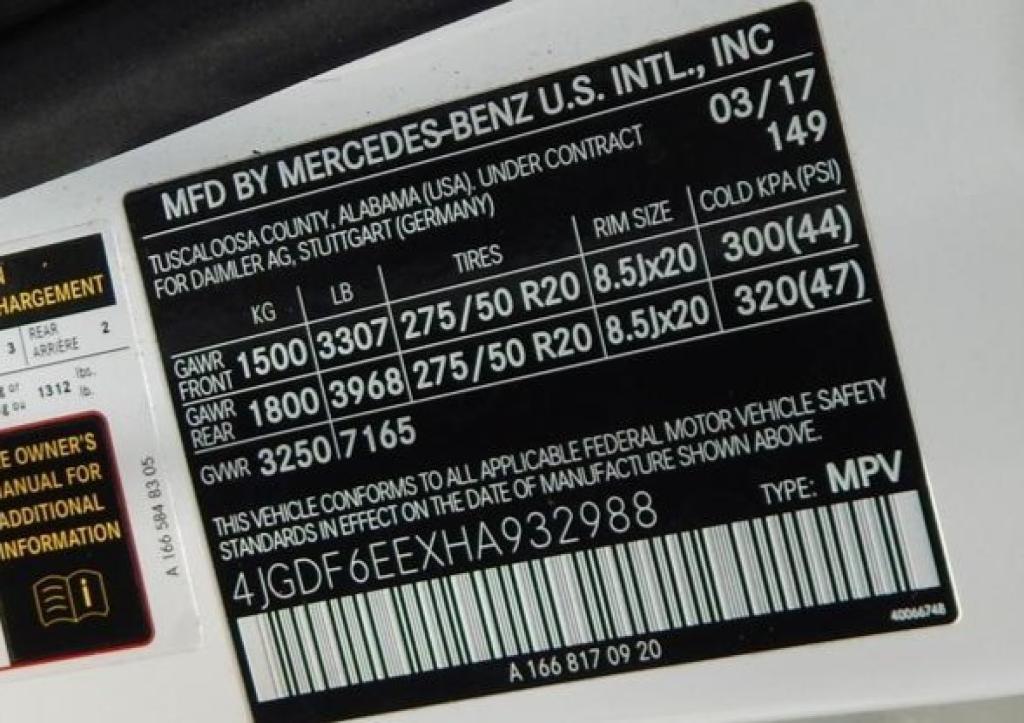 MFD BY MERCEDES-BENZ U.S. INTL., INC
03/17
149
TUSCALOOSA COUNTY, ALABAMA (USA). UNDER CONTRACT
FOR DAIMLER AG, STUTTGART (GERMANY)
KG LB TIRES RIM SIZE COLD KPA (PSI)
GAWR FRONT 1500 3307 275/50 R20 8.5Jx20 300(44)
GAWR REAR 1800 3968 275/50 R20 8.5Jx20 320(47)
GVWR 3250 7165
THIS VEHICLE CONFORMS TO ALL APPLICABLE FEDERAL MOTOR VEHICLE SAFETY
STANDARDS IN EFFECT ON THE DATE OF MANUFACTURE SHOWN ABOVE.
4JGDF6EEXHA932988 TYPE: MPV
A 166 817 09 20
4006674B
HARGEMENT
3 REAR ARRIÈRE 2
or
ou 1312 lbs. lb.
OWNER'S
ANUAL FOR
ADDITIONAL
INFORMATION
A 166 584 83 05